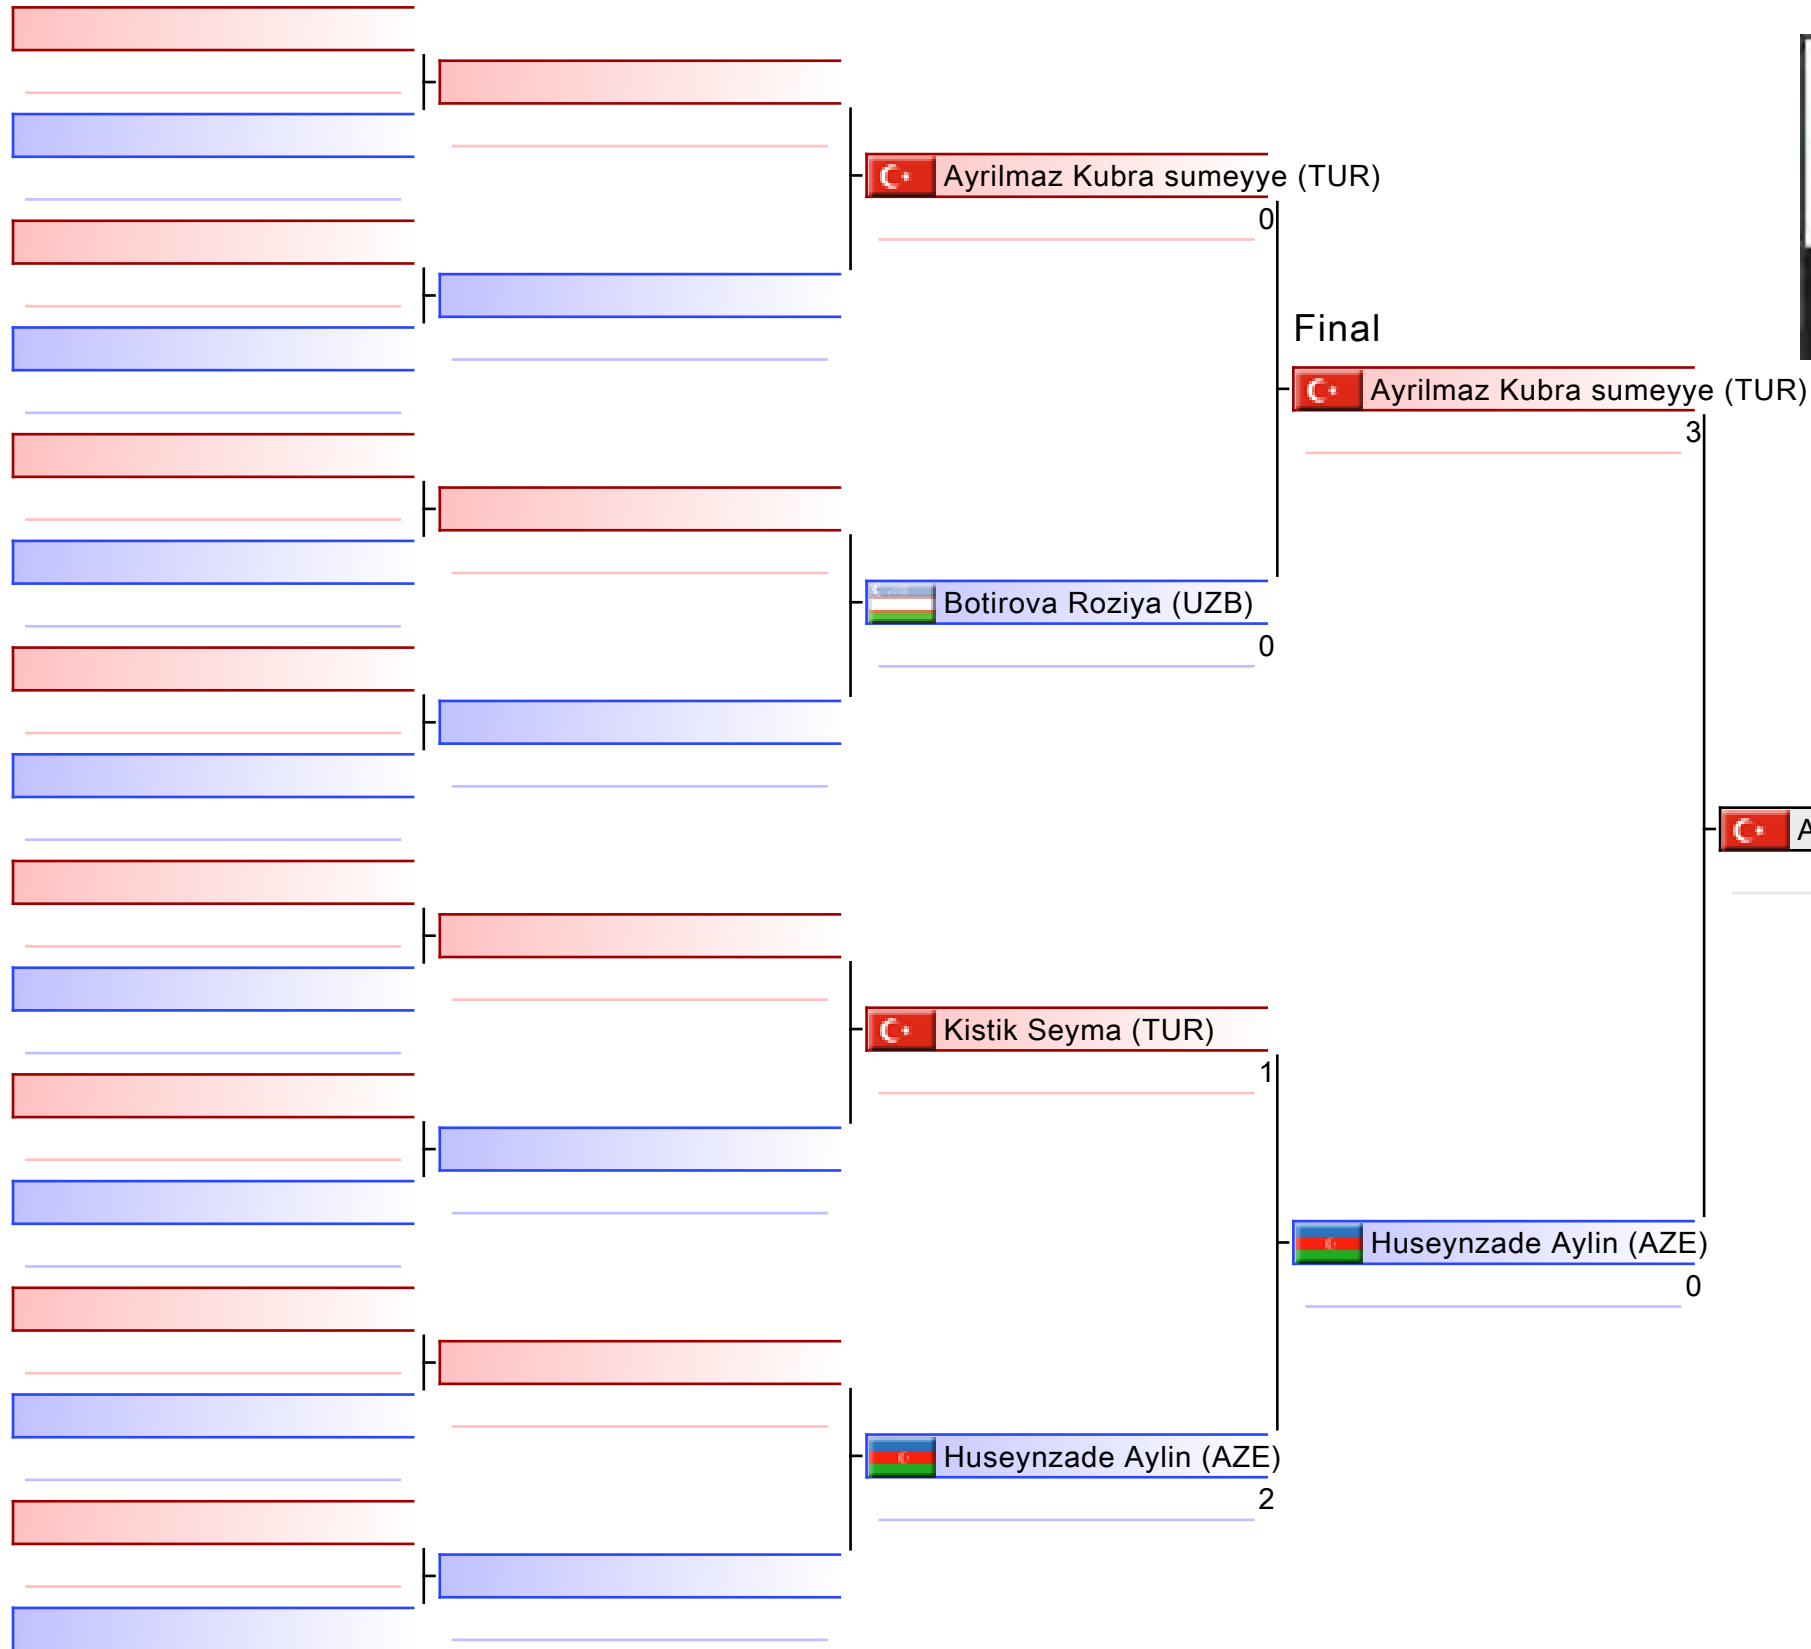 Ayrilmaz Kubra sumeyye (TUR)
0
Final
Ayrilmaz Kubra sumeyye (TUR)
3
Botirova Roziya (UZB)
0
Kistik Seyma (TUR)
1
Huseynzade Aylin (AZE)
0
Huseynzade Aylin (AZE)
2